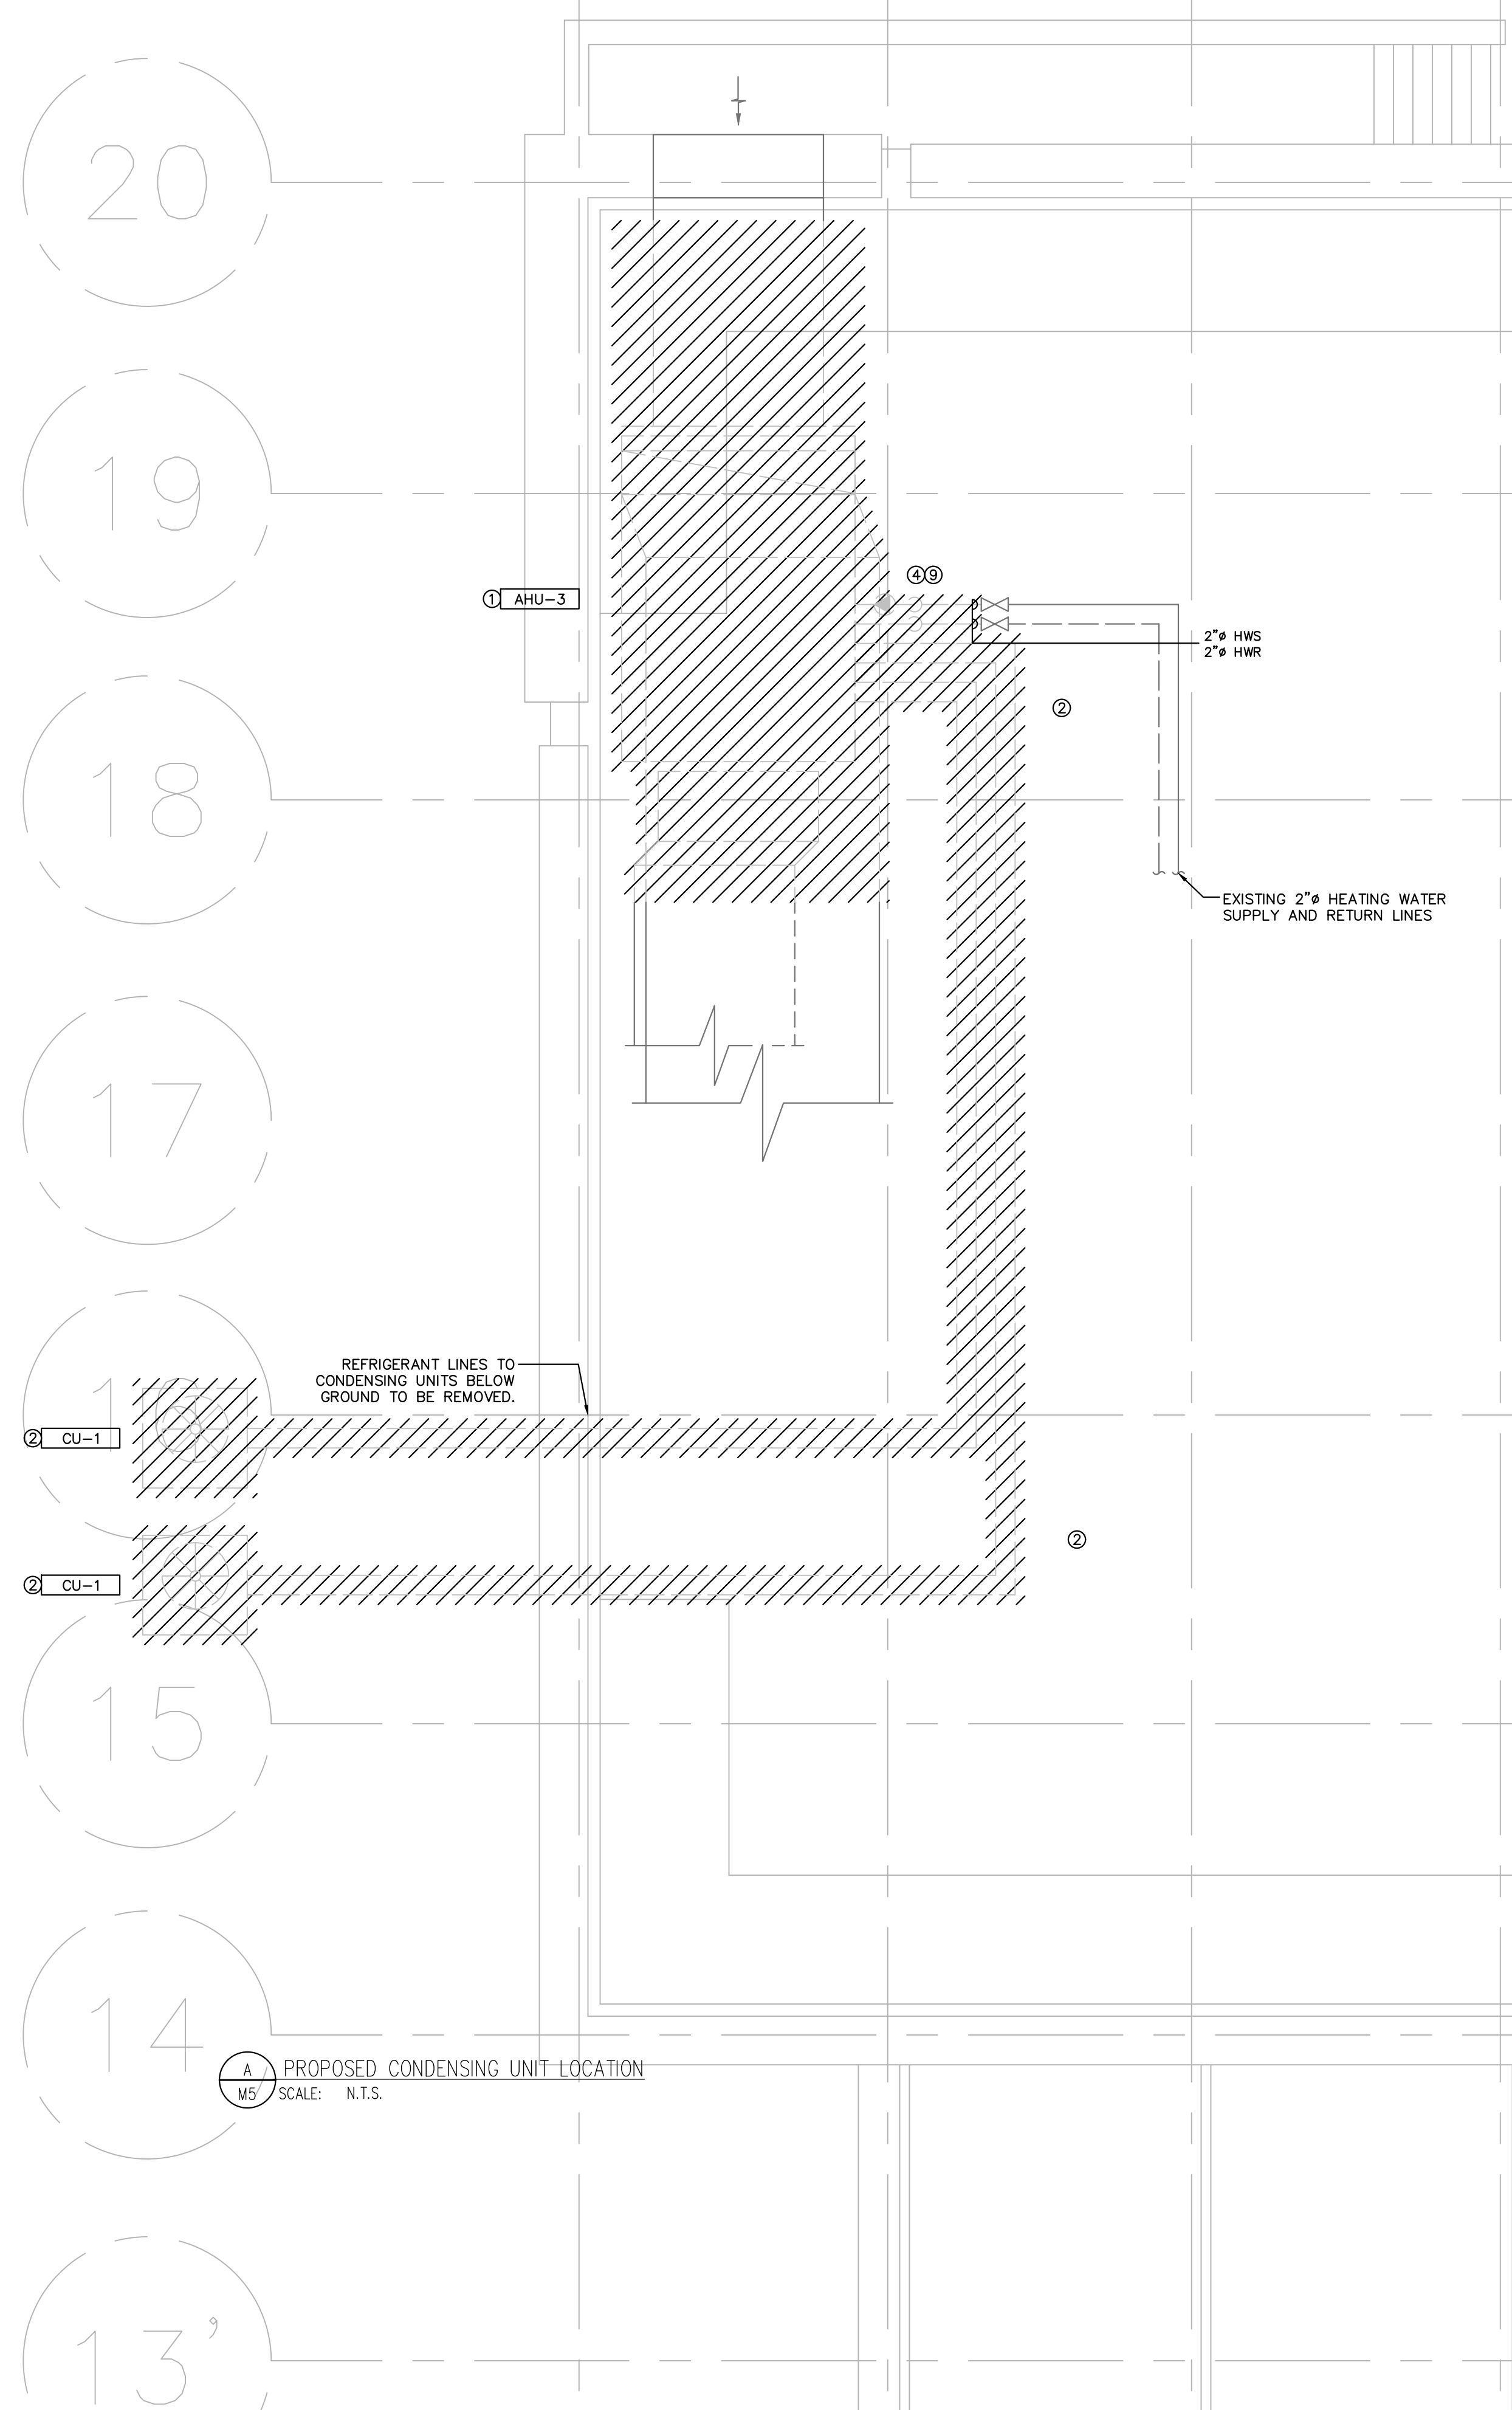 20
19
④⑨
① AHU-3
2"ø HWS
2"ø HWR
②
18
EXISTING 2"ø HEATING WATER
SUPPLY AND RETURN LINES
17
REFRIGERANT LINES TO
CONDENSING UNITS BELOW
GROUND TO BE REMOVED.
② CU-1
②
② CU-1
15
14
A
M5
PROPOSED CONDENSING UNIT LOCATION
SCALE: N.T.S.
13'